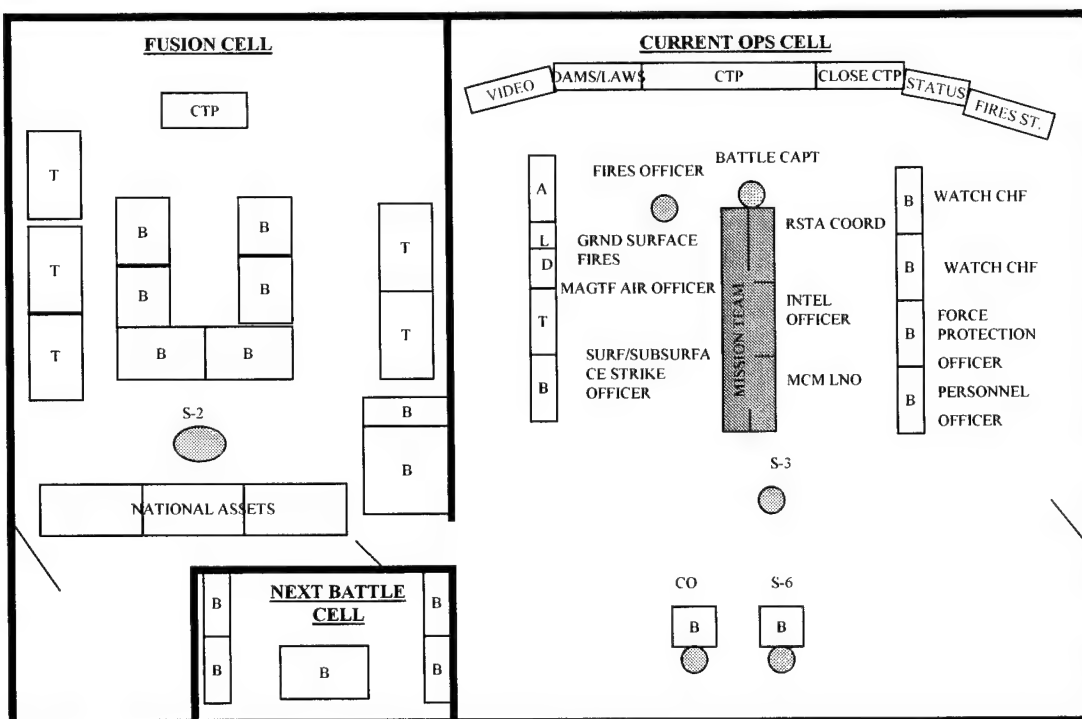 FUSION CELL
CTP
T
T
T
B
B
B
B
B
B
T
T
B
B
S-2
NATIONAL ASSETS
NEXT BATTLE
CELL
B
B
B
B
B
CURRENT OPS CELL
VIDEO
DAMS/LAWS
CTP
CLOSE CTP
STATUS
FIRES ST.
A
L
D
T
B
FIRES OFFICER
BATTLE CAPT
GRND SURFACE
FIRES
MAGTF AIR OFFICER
SURF/SUBSURFA
CE STRIKE
OFFICER
MISSION TEAM
RSTA COORD
INTEL
OFFICER
MCM LNO
B
WATCH CHF
B
WATCH CHF
B
FORCE
PROTECTION
OFFICER
B
PERSONNEL
OFFICER
S-3
CO
S-6
B
B